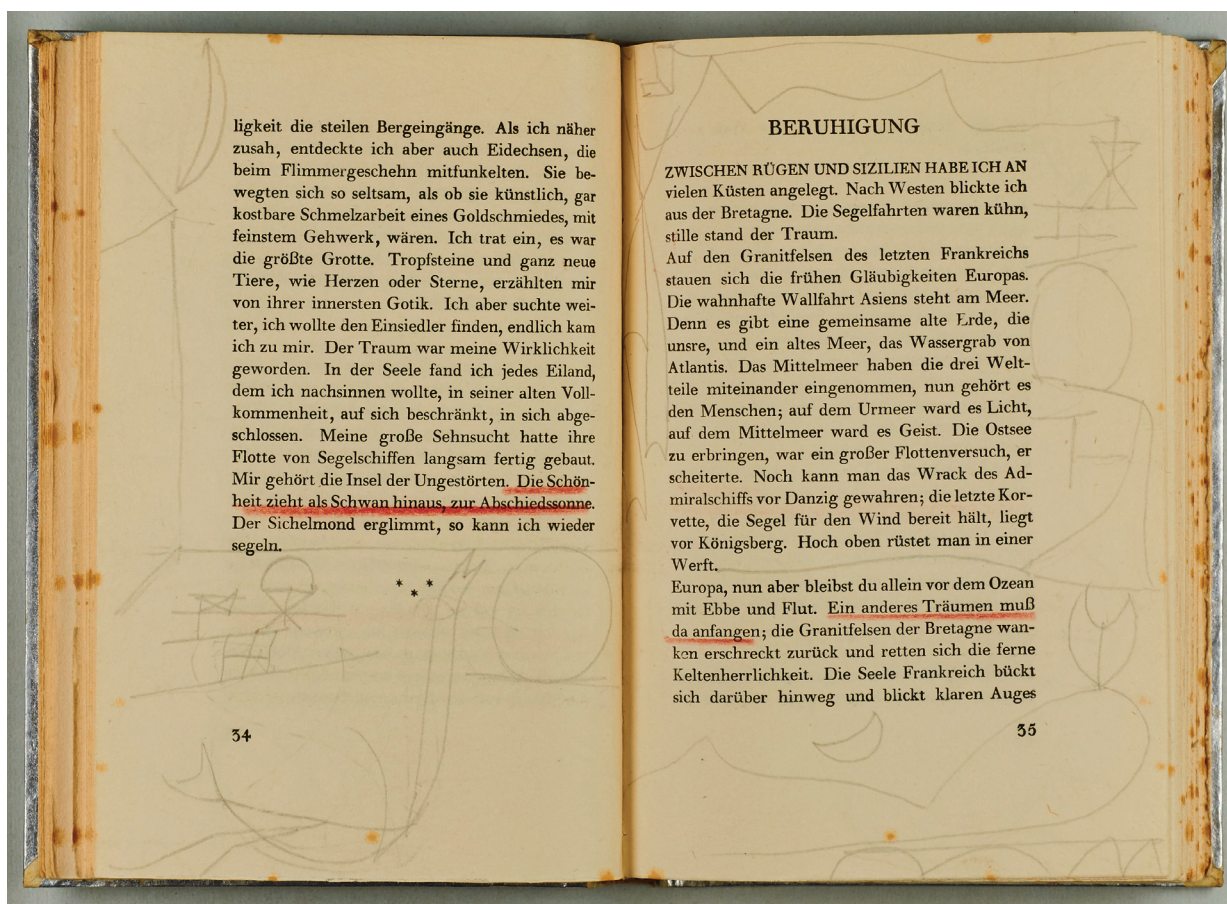 ligkeit die steilen Bergeingänge. Als ich näher
zusah, entdeckte ich aber auch Eidechsen, die
beim Flimmergeschehn mitfunkelten. Sie be-
wegten sich so seltsam, als ob sie künstlich, gar
kostbare Schmelzarbeit eines Goldschmiedes, mit
feinstem Gehwerk, wären. Ich trat ein, es war
die größte Grotte. Tropfsteine und ganz neue
Tiere, wie Herzen oder Sterne, erzählten mir
von ihrer innersten Gotik. Ich aber suchte wei-
ter, ich wollte den Einsiedler finden, endlich kam
ich zu mir. Der Traum war meine Wirklichkeit
geworden. In der Seele fand ich jedes Eiland,
dem ich nachsinnen wollte, in seiner alten Voll-
kommenheit, auf sich beschränkt, in sich abge-
schlossen. Meine große Sehnsucht hatte ihre
Flotte von Segelschiffen langsam fertig gebaut.
Mir gehört die Insel der Ungestörten. Die Schön-
heit zieht als Schwan hinaus, zur Abschiedssonne.
Der Sichelmond erglimmt, so kann ich wieder
segeln.
* * *
34
BERUHIGUNG
ZWISCHEN RÜGEN UND SIZILIEN HABE ICH AN
vielen Küsten angelegt. Nach Westen blickte ich
aus der Bretagne. Die Segelfahrten waren kühn,
stille stand der Traum.
Auf den Granitfelsen des letzten Frankreichs
stauen sich die frühen Gläubigkeiten Europas.
Die wahnhafte Wallfahrt Asiens steht am Meer.
Denn es gibt eine gemeinsame alte Erde, die
unsre, und ein altes Meer, das Wassergrab von
Atlantis. Das Mittelmeer haben die drei Welt-
teile miteinander eingenommen, nun gehört es
den Menschen; auf dem Urmeer ward es Licht,
auf dem Mittelmeer ward es Geist. Die Ostsee
zu erbringen, war ein großer Flottenversuch, er
scheiterte. Noch kann man das Wrack des Ad-
miralschiffs vor Danzig gewahren; die letzte Kor-
vette, die Segel für den Wind bereit hält, liegt
vor Königsberg. Hoch oben rüstet man in einer
Werft.
Europa, nun aber bleibst du allein vor dem Ozean
mit Ebbe und Flut. Ein anderes Träumen muß
da anfangen; die Granitfelsen der Bretagne wan-
ken erschreckt zurück und retten sich die ferne
Keltenherrlichkeit. Die Seele Frankreich bückt
sich darüber hinweg und blickt klaren Auges
35